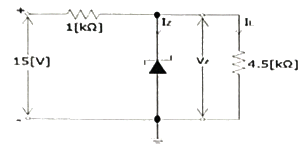 +
1[kΩ]
Iz
IL
15[V]
Vz
4.5[kΩ]
-